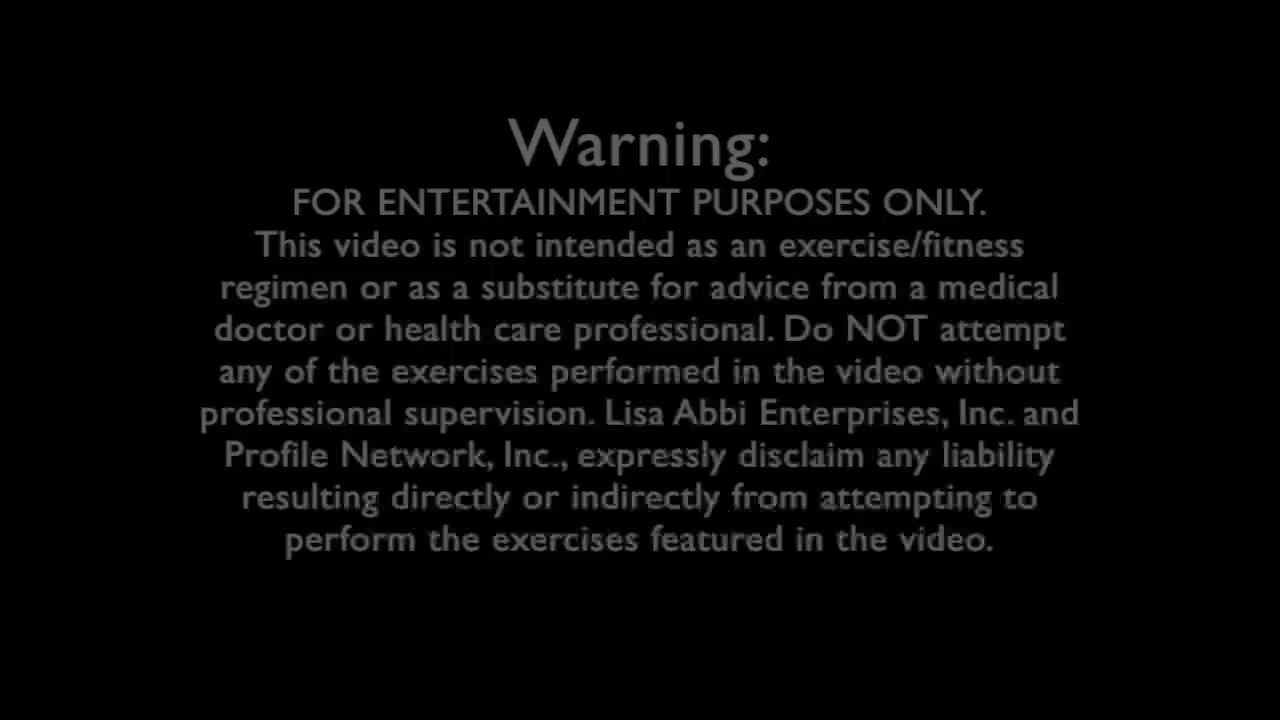 Warning:
FOR ENTERTAINMENT PURPOSES ONLY.
This video is not intended as an exercise/fitness
regimen or as a substitute for advice from a medical
doctor or health care professional. Do NOT attempt
any of the exercises performed in the video without
professional supervision. Lisa Abbi Enterprises, Inc. and
Profile Network, Inc., expressly disclaim any liability
resulting directly or indirectly from attempting to
perform the exercises featured in the video.